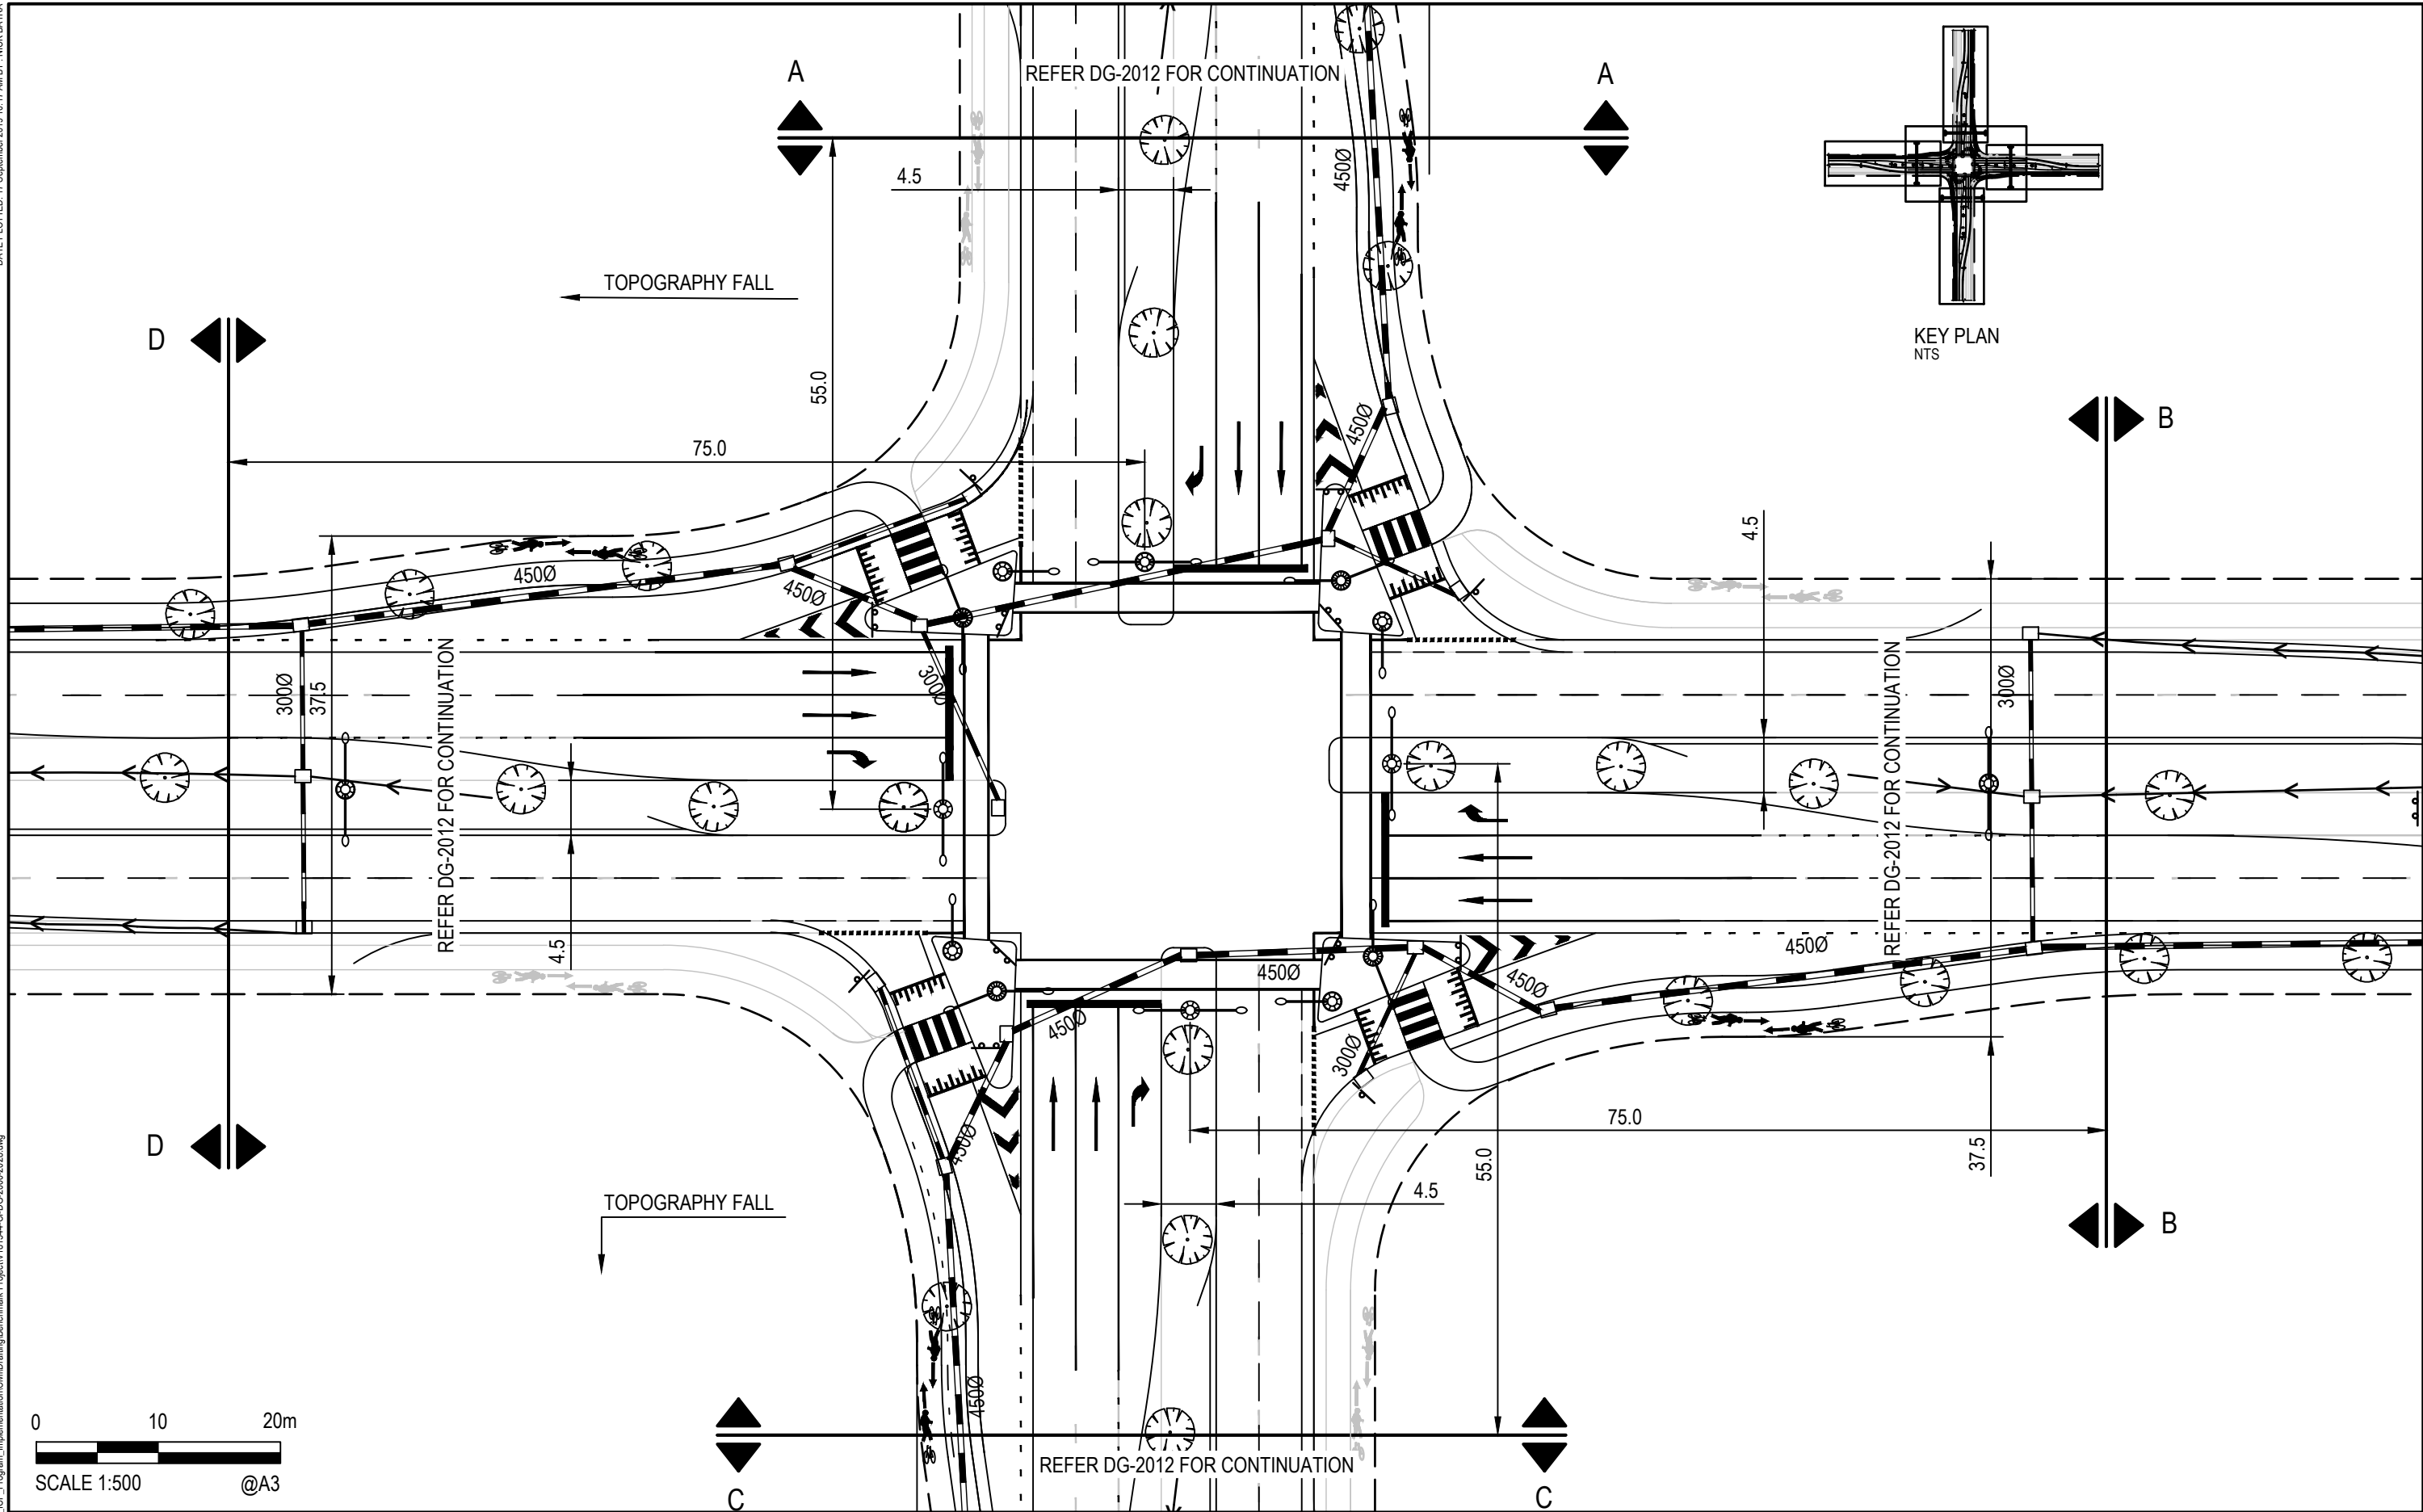 A
REFER DG-2012 FOR CONTINUATION
A
450Ø
4.5
TOPOGRAPHY FALL
KEY PLAN
NTS
D
55.0
B
75.0
450Ø
4.5
450Ø
450Ø
300Ø
37.5
REFER DG-2012 FOR CONTINUATION
300Ø
REFER DG-2012 FOR CONTINUATION
300Ø
4.5
450Ø
450Ø
450Ø
450Ø
300Ø
75.0
D
450Ø
55.0
37.5
4.5
TOPOGRAPHY FALL
B
450Ø
0 10 20m
SCALE 1:500 @A3
REFER DG-2012 FOR CONTINUATION
C
C